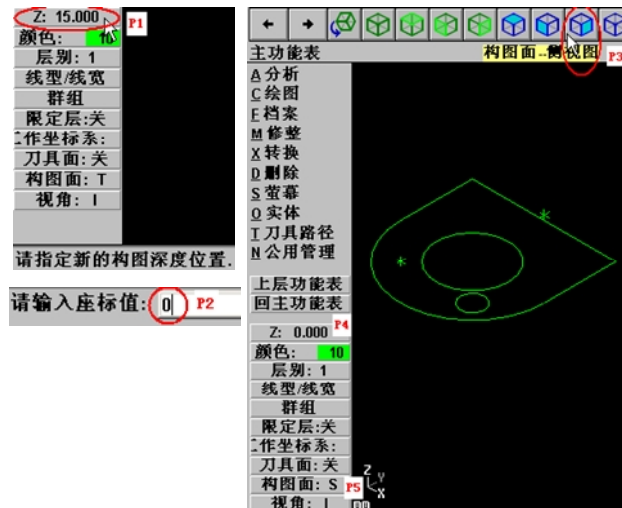 Z: 15.000 P1
颜色: 10
层别: 1
线型/线宽
群组
限定层:关
工作坐标系:
刀具面:关
构图面: T
视角: I
请指定新的构图深度位置.
请输入座标值: 0 P2
主功能表
构图面--侧视图 P3
A 分析
C 绘图
F 档案
M 修整
X 转换
D 删除
S 萤幕
O 实体
T 刀具路径
N 公用管理
上层功能表
回主功能表
Z: 0.000 P4
颜色: 10
层别: 1
线型/线宽
群组
限定层:关
工作坐标系:
刀具面:关
构图面: S P5
视角: I
Z
Y
X